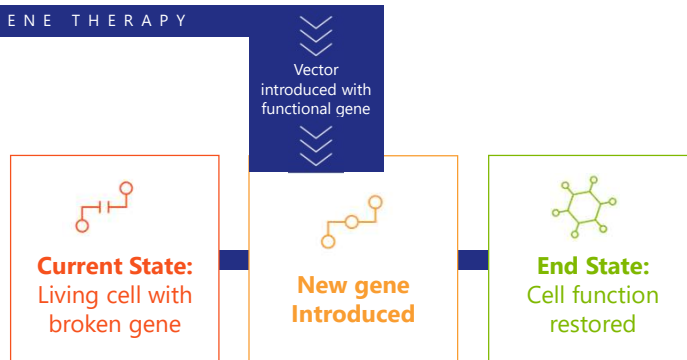 ENE THERAPY
Vector
introduced with
functional gene
Current State:
Living cell with
broken gene
New gene
Introduced
End State:
Cell function
restored